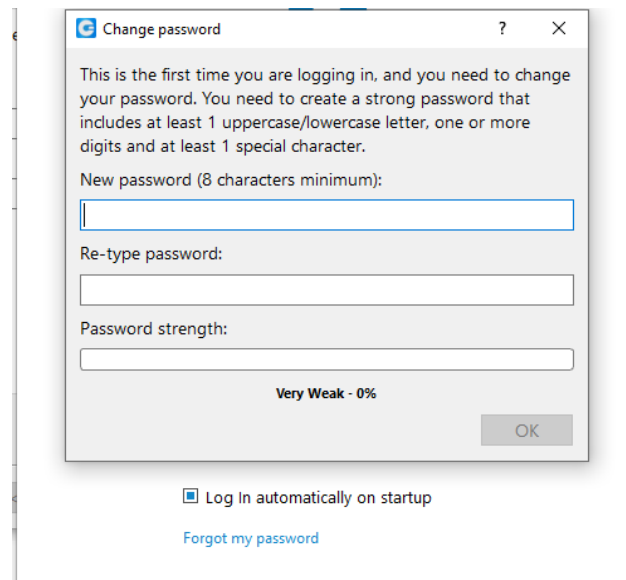 Change password
?
This is the first time you are logging in, and you need to change
your password. You need to create a strong password that
includes at least 1 uppercase/lowercase letter, one or more
digits and at least 1 special character.
New password (8 characters minimum):
Re-type password:
Password strength:
Very Weak - 0%
OK
Log In automatically on startup
Forgot my password